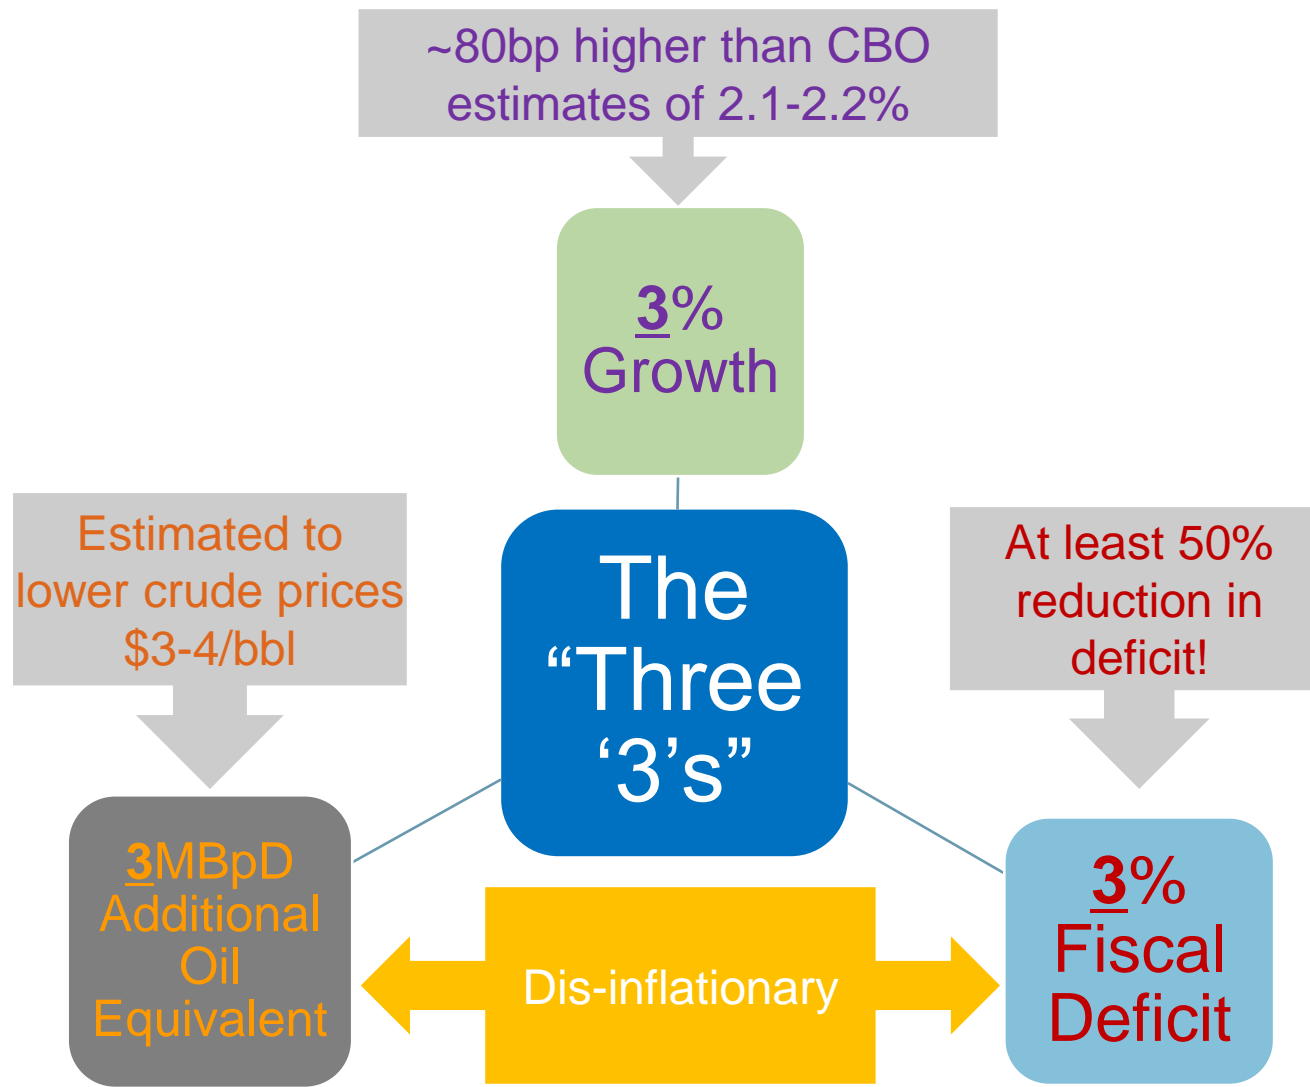 ~80bp higher than CBO
estimates of 2.1-2.2%
3%
Growth
Estimated to
lower crude prices
$3-4/bbl
The
“Three
‘3’s”
At least 50%
reduction in
deficit!
3MBpD
Additional
Oil
Equivalent
Dis-inflationary
3%
Fiscal
Deficit